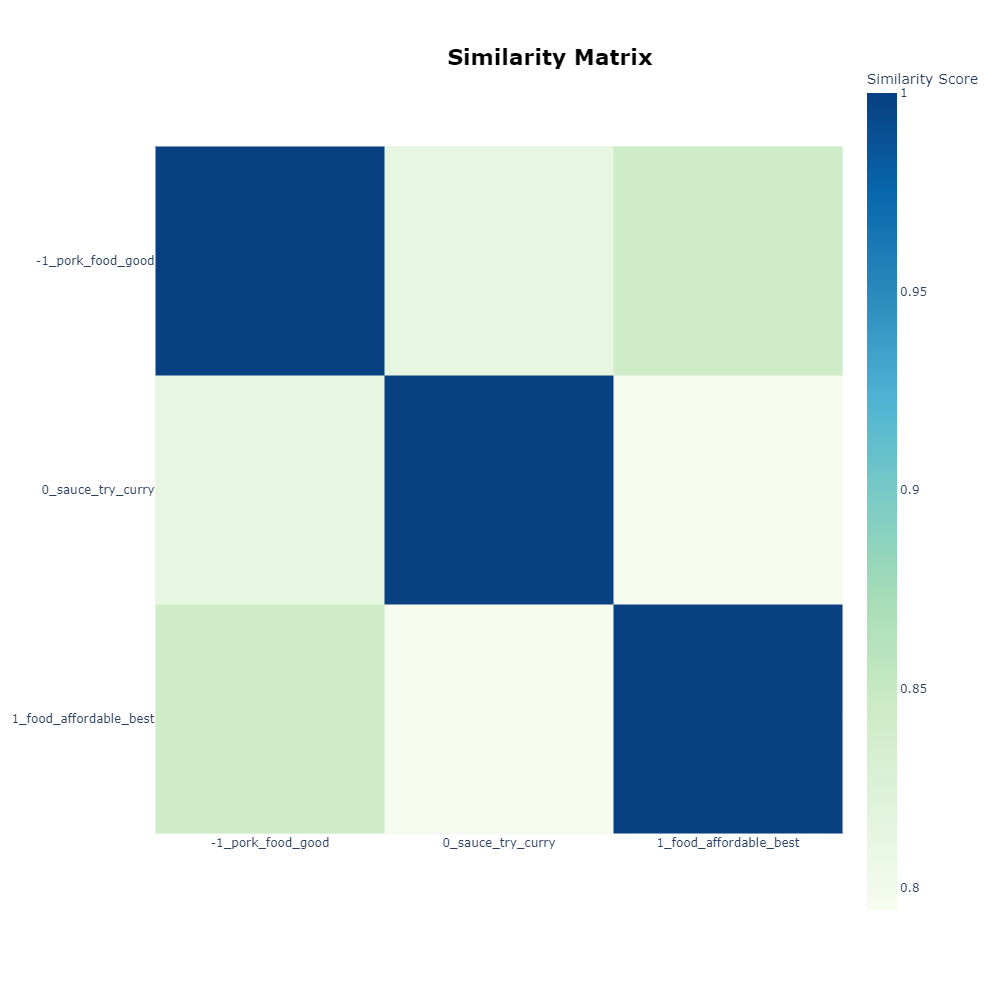 Similarity Matrix
Similarity Score
1
0.95
0.9
0.85
0.8
-1_pork_food_good
0_sauce_try_curry
1_food_affordable_best
-1_pork_food_good
0_sauce_try_curry
1_food_affordable_best